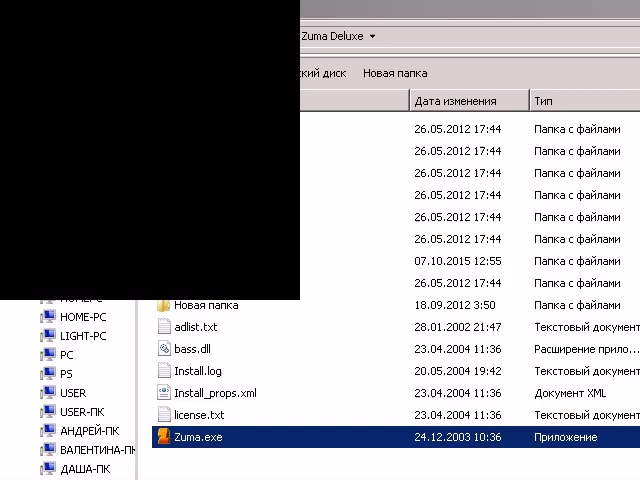 Zuma Deluxe
ский диск Новая папка
Дата изменения Тип
26.05.2012 17:44 Папка с файлами
26.05.2012 17:44 Папка с файлами
26.05.2012 17:44 Папка с файлами
26.05.2012 17:44 Папка с файлами
26.05.2012 17:44 Папка с файлами
26.05.2012 17:44 Папка с файлами
07.10.2015 12:55 Папка с файлами
26.05.2012 17:44 Папка с файлами
Новая папка 18.09.2012 3:50 Папка с файлами
HOME-PC adlist.txt 28.01.2002 21:47 Текстовый документ
LIGHT-PC bass.dll 23.04.2004 11:36 Расширение прило...
PC Install.log 20.05.2004 19:42 Текстовый документ
PS Install_props.xml 23.04.2004 11:36 Документ XML
USER license.txt 23.04.2004 11:36 Текстовый документ
USER-ПК Zuma.exe 24.12.2003 10:36 Приложение
АНДРЕЙ-ПК
ВАЛЕНТИНА-ПК
ДАША-ПК